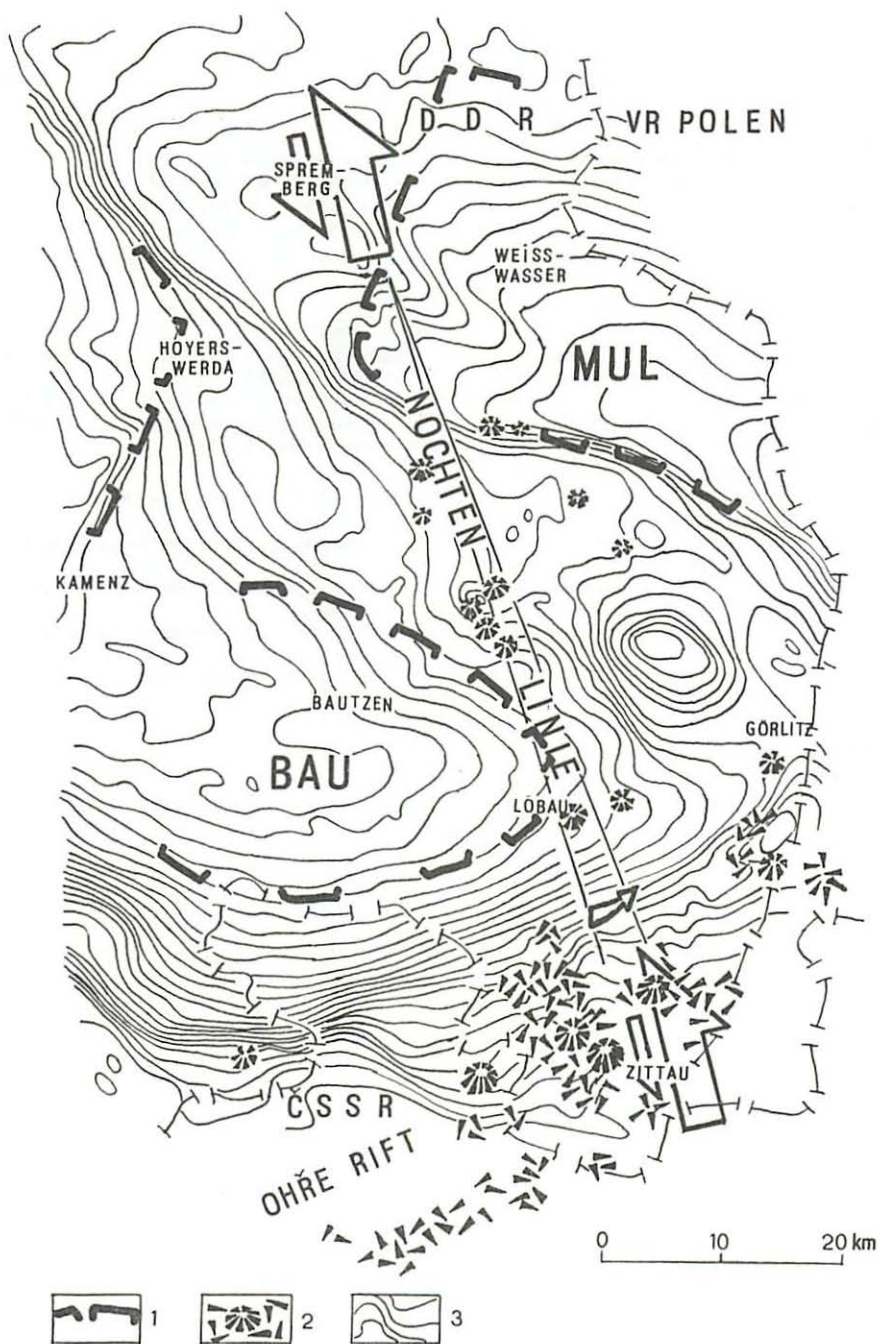 D D R
VR POLEN
SPREM-
BERG
WEISS-
WASSER
HOYERS-
WERDA
MUL
NOCHTEN
LINIE
KAMENZ
BAUTZEN
GÖRLITZ
BAU
LÖBAU
ZITTAU
ČSSR
OHŘE RIFT
0 10 20 km
1 2 3